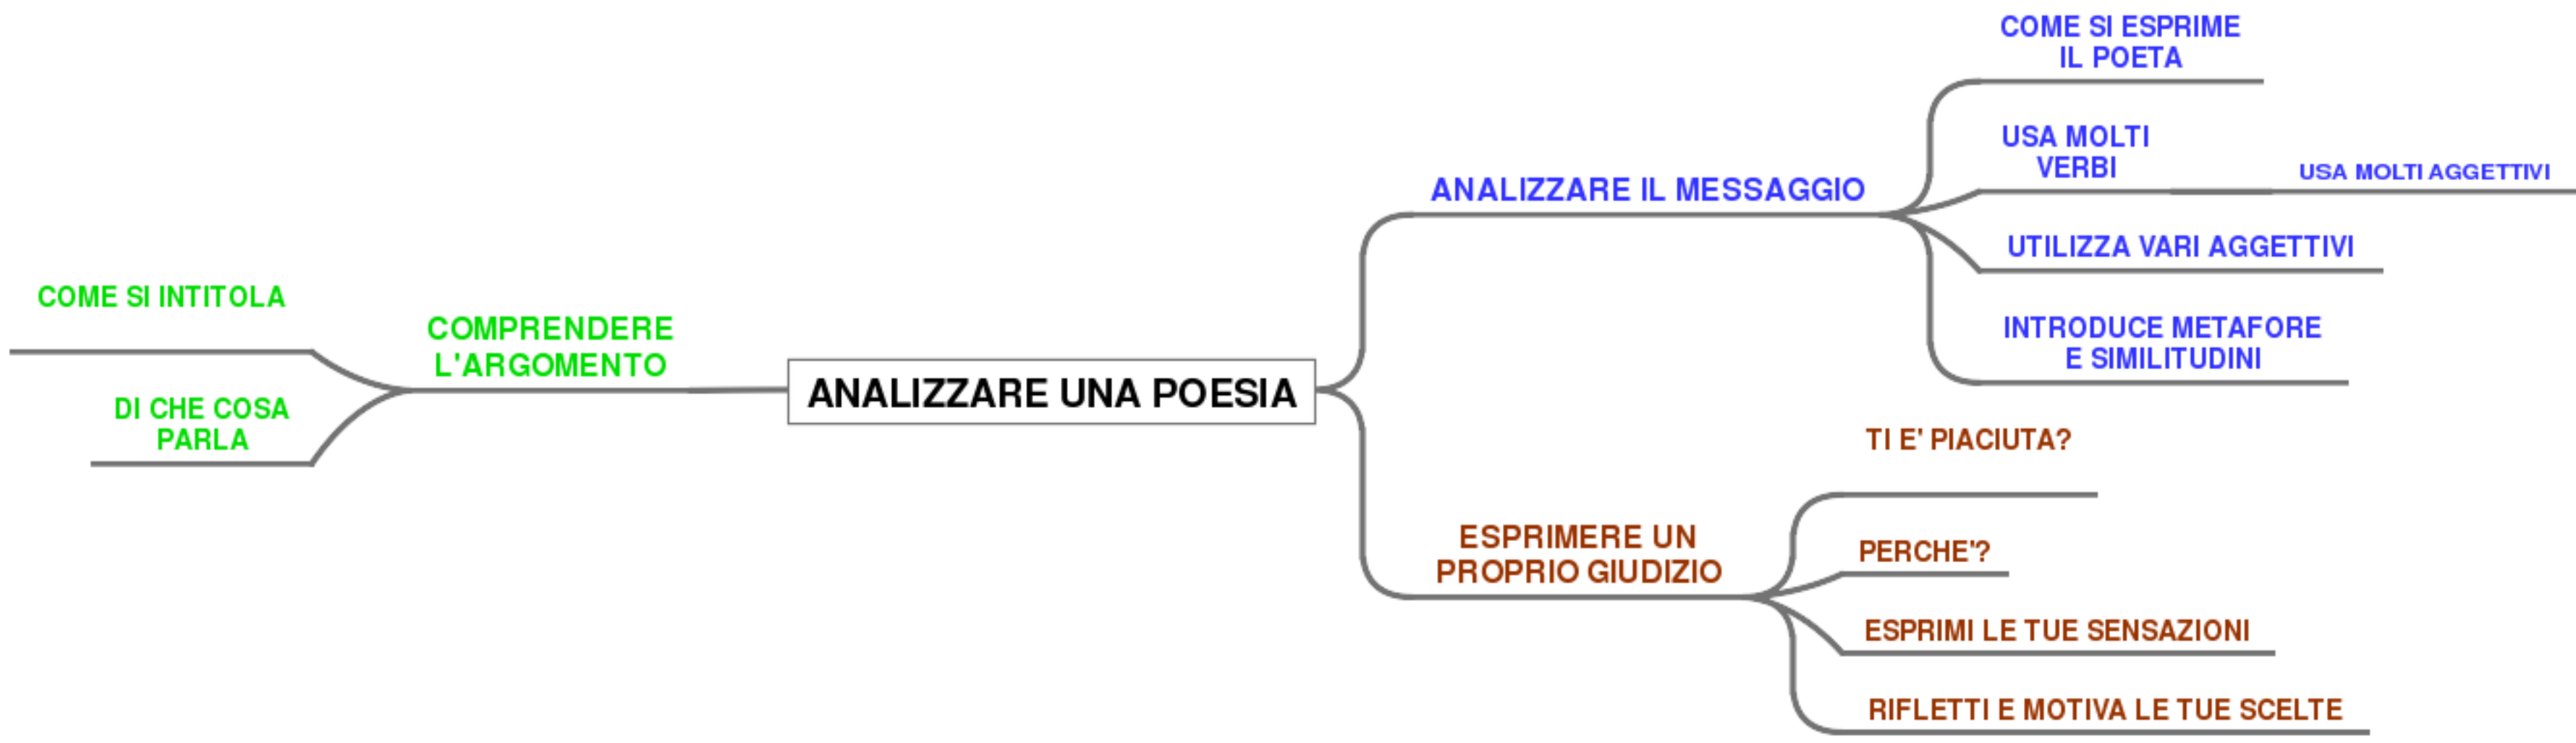 ANALIZZARE UNA POESIA
COMPRENDERE
L'ARGOMENTO
COME SI INTITOLA
DI CHE COSA
PARLA
ANALIZZARE IL MESSAGGIO
COME SI ESPRIME
IL POETA
USA MOLTI
VERBI
USA MOLTI AGGETTIVI
UTILIZZA VARI AGGETTIVI
INTRODUCE METAFORE
E SIMILITUDINI
ESPRIMERE UN
PROPRIO GIUDIZIO
TI E' PIACIUTA?
PERCHE'?
ESPRIMI LE TUE SENSAZIONI
RIFLETTI E MOTIVA LE TUE SCELTE